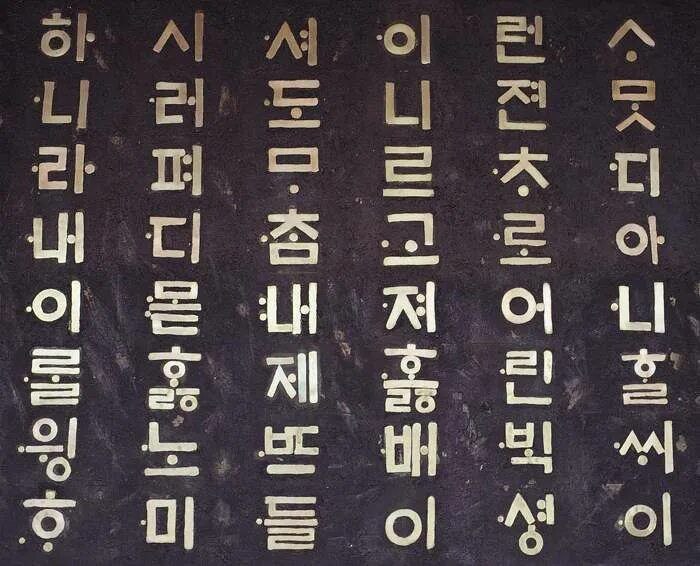 ᄉᆞᄆᆞᆺ디아니ᄒᆞᆯᄊᆡ이
런젼ᄎᆞ로어린ᄇᆡᆨ셩
이니르고져ᄒᆞᇙ배이
셔도ᄆᆞᄎᆞᆷ내제ᄠᅳ들
시러펴디몯ᄒᆞᇙ노미
하니라내이ᄅᆞᆯ윙ᄒᆞ